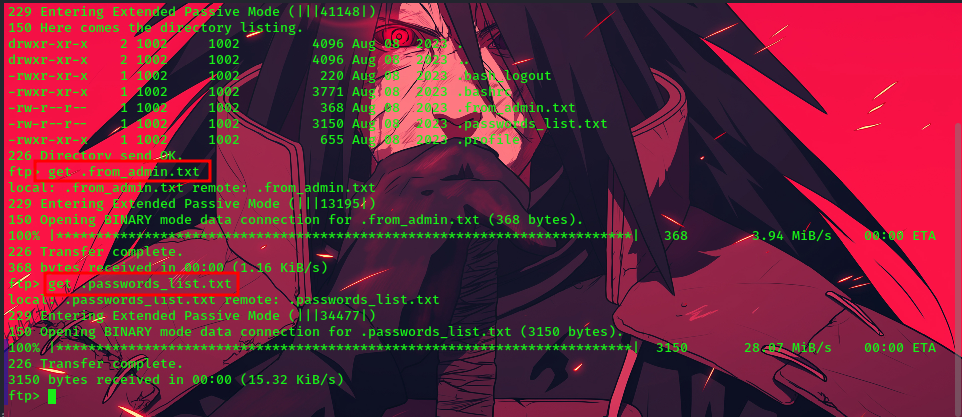 229 Entering Extended Passive Mode (|||41148|)
150 Here comes the directory listing.
drwxr-xr-x    2 1002     1002         4096 Aug 08  2023 .
drwxr-xr-x    2 1002     1002         4096 Aug 08  2023 ..
-rwxr-xr-x    1 1002     1002          220 Aug 08  2023 .bash_logout
-rwxr-xr-x    1 1002     1002         3771 Aug 08  2023 .bashrc
-rw-r--r--    1 1002     1002          368 Aug 08  2023 .from_admin.txt
-rw-r--r--    1 1002     1002         3150 Aug 08  2023 .passwords_list.txt
-rwxr-xr-x    1 1002     1002          655 Aug 08  2023 .profile
226 Directory send OK.
ftp> get .from_admin.txt
local: .from_admin.txt remote: .from_admin.txt
229 Entering Extended Passive Mode (|||13195|)
150 Opening BINARY mode data connection for .from_admin.txt (368 bytes).
100% |************************************************************************|   368        3.94 MiB/s    00:00 ETA
226 Transfer complete.
368 bytes received in 00:00 (1.16 KiB/s)
ftp> get .passwords_list.txt
local: .passwords_list.txt remote: .passwords_list.txt
229 Entering Extended Passive Mode (|||34477|)
150 Opening BINARY mode data connection for .passwords_list.txt (3150 bytes).
100% |************************************************************************|  3150       28.07 MiB/s    00:00 ETA
226 Transfer complete.
3150 bytes received in 00:00 (15.32 KiB/s)
ftp>